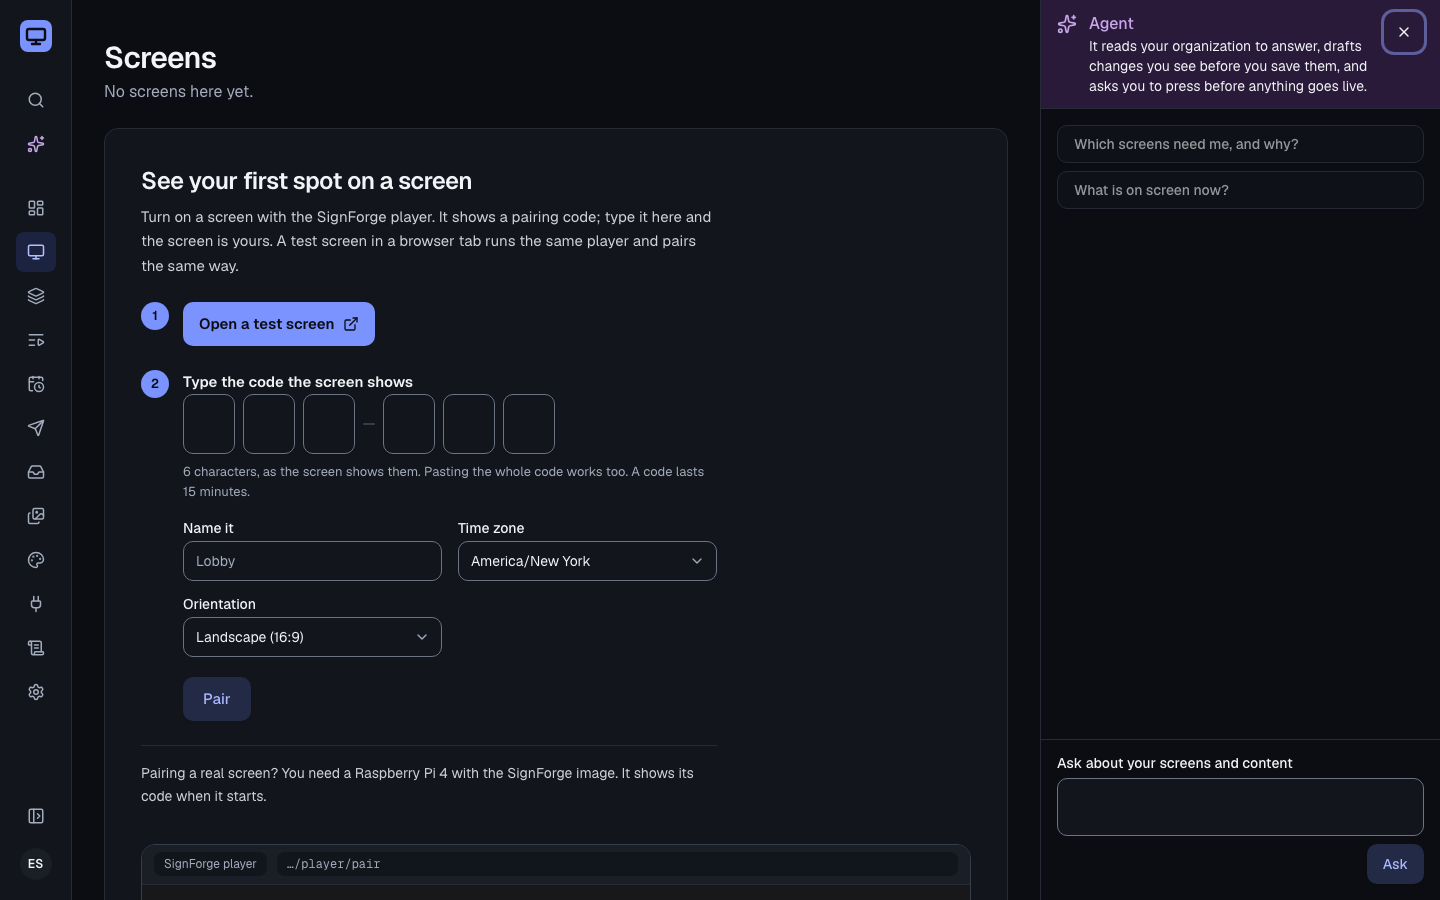 Screens
No screens here yet.
See your first spot on a screen
Turn on a screen with the SignForge player. It shows a pairing code; type it here and
the screen is yours. A test screen in a browser tab runs the same player and pairs
the same way.
1
Open a test screen
2
Type the code the screen shows
—
6 characters, as the screen shows them. Pasting the whole code works too. A code lasts
15 minutes.
Name it
Time zone
Lobby
America/New York
Orientation
Landscape (16:9)
Pair
Pairing a real screen? You need a Raspberry Pi 4 with the SignForge image. It shows its
code when it starts.
SignForge player
…/player/pair
ES
Agent
It reads your organization to answer, drafts
changes you see before you save them, and
asks you to press before anything goes live.
Which screens need me, and why?
What is on screen now?
Ask about your screens and content
Ask